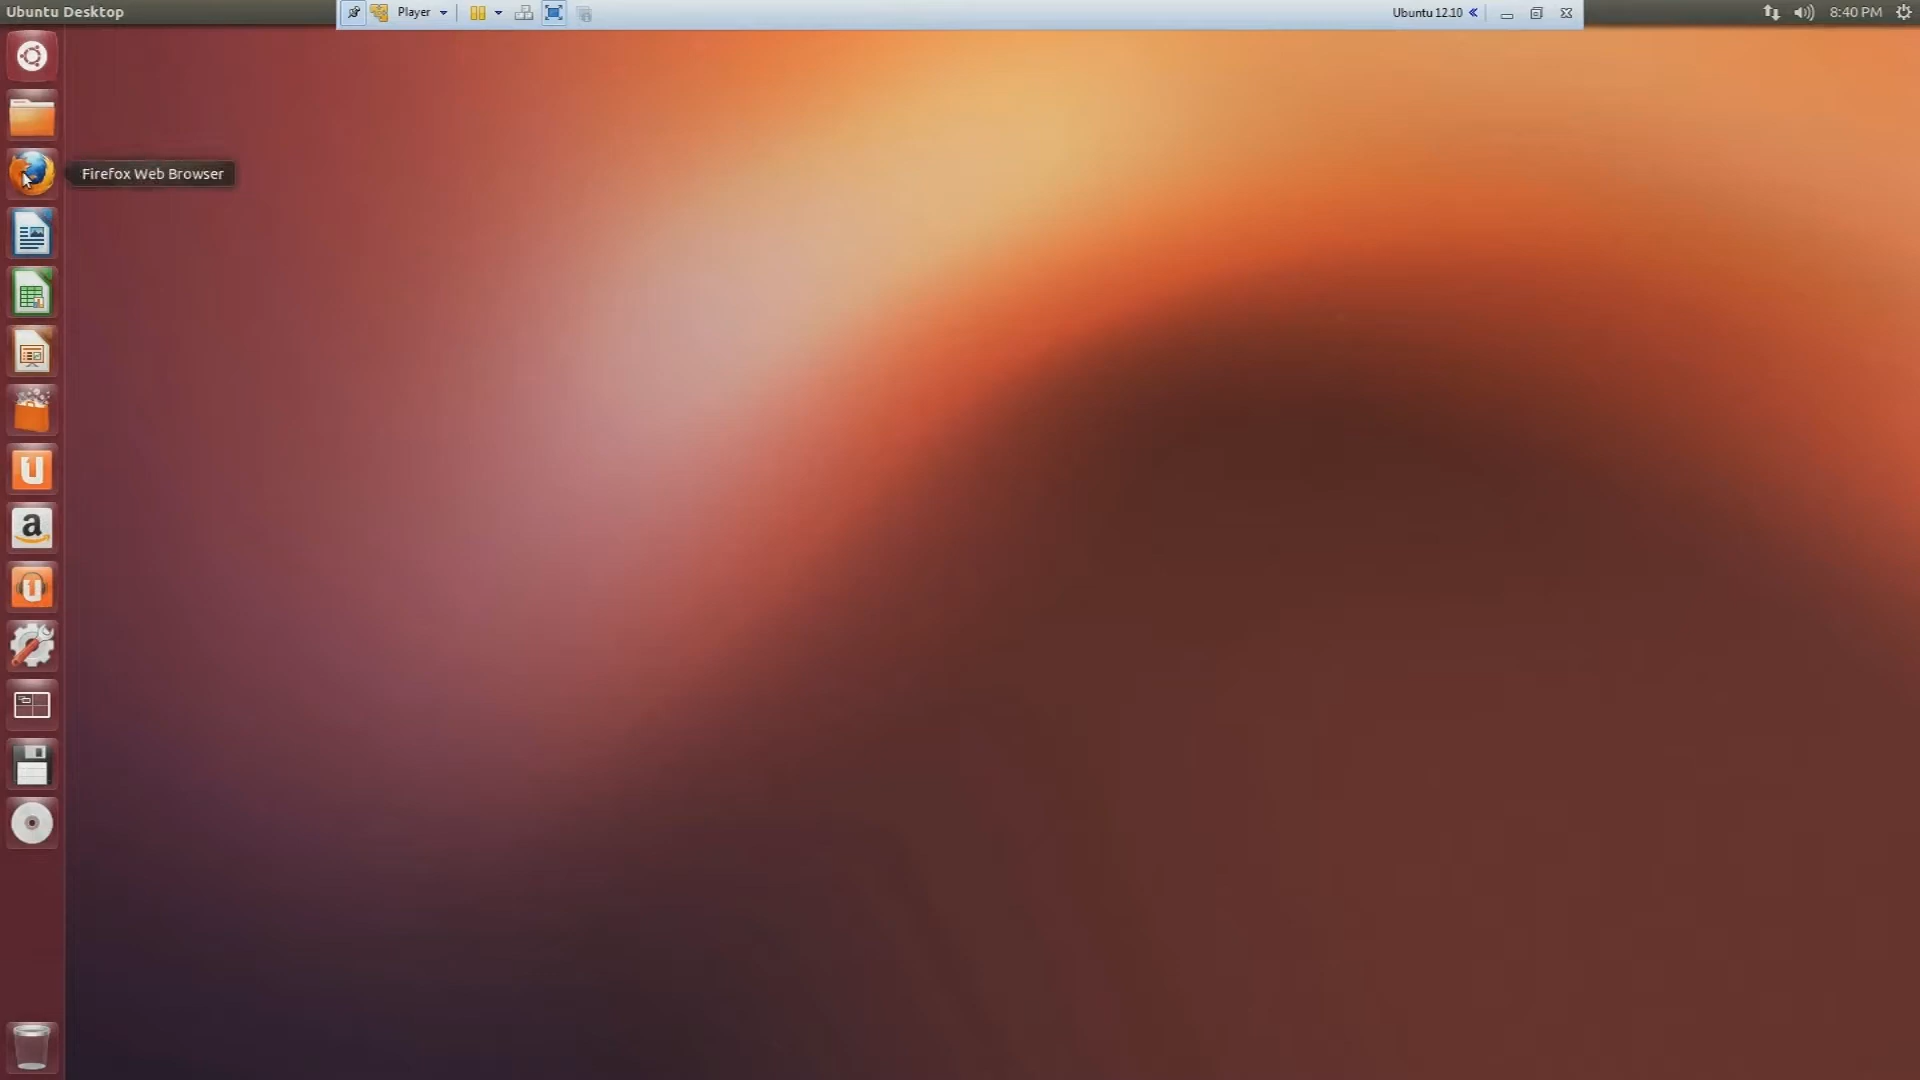 Ubuntu Desktop
Player
Ubuntu 12.10
8:40 PM
Firefox Web Browser